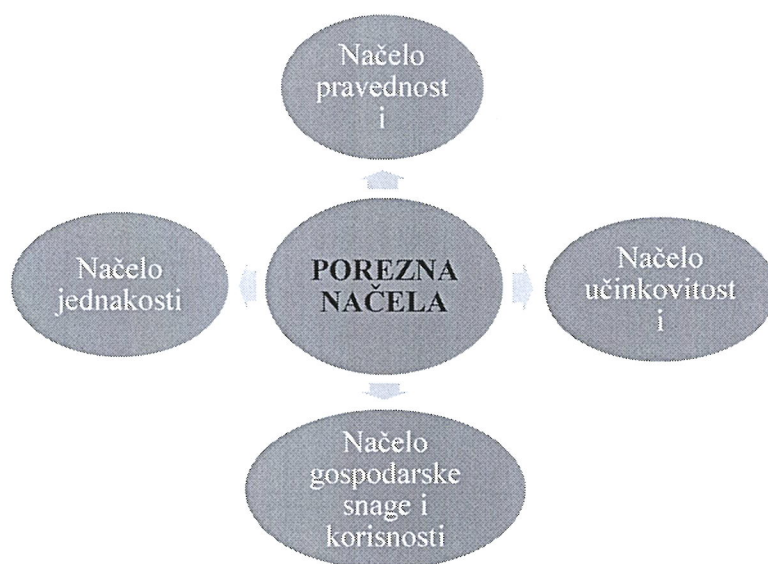 Načelo
pravednost
i
Načelo
jednakosti
POREZNA
NAČELA
Načelo
učinkovitost
i
Načelo
gospodarske
snage i
korisnosti